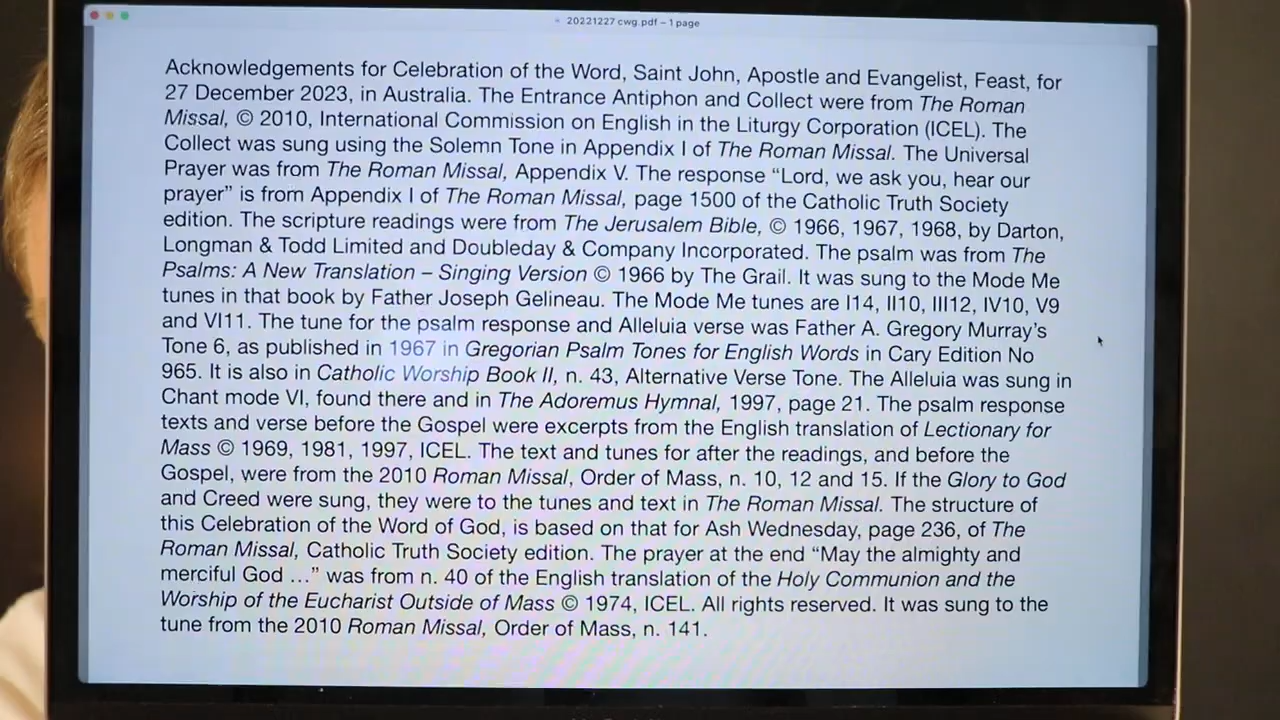 20221227 cwg.pdf – 1 page
Acknowledgements for Celebration of the Word, Saint John, Apostle and Evangelist, Feast, for
27 December 2023, in Australia. The Entrance Antiphon and Collect were from The Roman
Missal, © 2010, International Commission on English in the Liturgy Corporation (ICEL). The
Collect was sung using the Solemn Tone in Appendix I of The Roman Missal. The Universal
Prayer was from The Roman Missal, Appendix V. The response “Lord, we ask you, hear our
prayer” is from Appendix I of The Roman Missal, page 1500 of the Catholic Truth Society
edition. The scripture readings were from The Jerusalem Bible, © 1966, 1967, 1968, by Darton,
Longman & Todd Limited and Doubleday & Company Incorporated. The psalm was from The
Psalms: A New Translation – Singing Version © 1966 by The Grail. It was sung to the Mode Me
tunes in that book by Father Joseph Gelineau. The Mode Me tunes are I14, II10, III12, IV10, V9
and VI11. The tune for the psalm response and Alleluia verse was Father A. Gregory Murray’s
Tone 6, as published in 1967 in Gregorian Psalm Tones for English Words in Cary Edition No
965. It is also in Catholic Worship Book II, n. 43, Alternative Verse Tone. The Alleluia was sung in
Chant mode VI, found there and in The Adoremus Hymnal, 1997, page 21. The psalm response
texts and verse before the Gospel were excerpts from the English translation of Lectionary for
Mass © 1969, 1981, 1997, ICEL. The text and tunes for after the readings, and before the
Gospel, were from the 2010 Roman Missal, Order of Mass, n. 10, 12 and 15. If the Glory to God
and Creed were sung, they were to the tunes and text in The Roman Missal. The structure of
this Celebration of the Word of God, is based on that for Ash Wednesday, page 236, of The
Roman Missal, Catholic Truth Society edition. The prayer at the end “May the almighty and
merciful God …” was from n. 40 of the English translation of the Holy Communion and the
Worship of the Eucharist Outside of Mass © 1974, ICEL. All rights reserved. It was sung to the
tune from the 2010 Roman Missal, Order of Mass, n. 141.